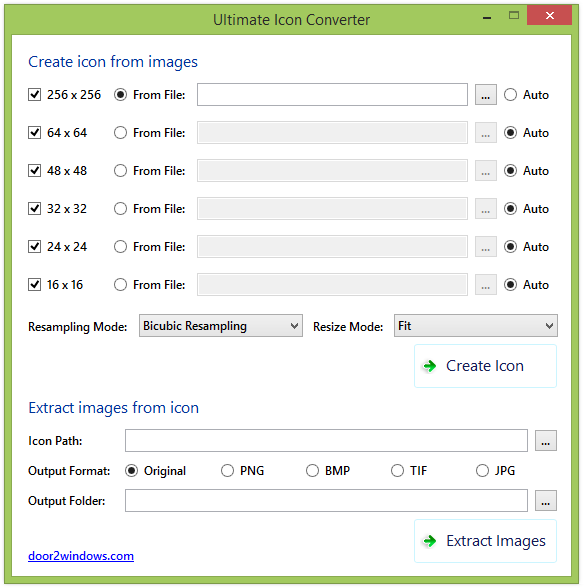 Ultimate Icon Converter
Create icon from images
256 x 256 From File: ... Auto
64 x 64 From File: ... Auto
48 x 48 From File: ... Auto
32 x 32 From File: ... Auto
24 x 24 From File: ... Auto
16 x 16 From File: ... Auto
Resampling Mode: Bicubic Resampling Resize Mode: Fit
Create Icon
Extract images from icon
Icon Path: ...
Output Format: Original PNG BMP TIF JPG
Output Folder: ...
Extract Images
door2windows.com